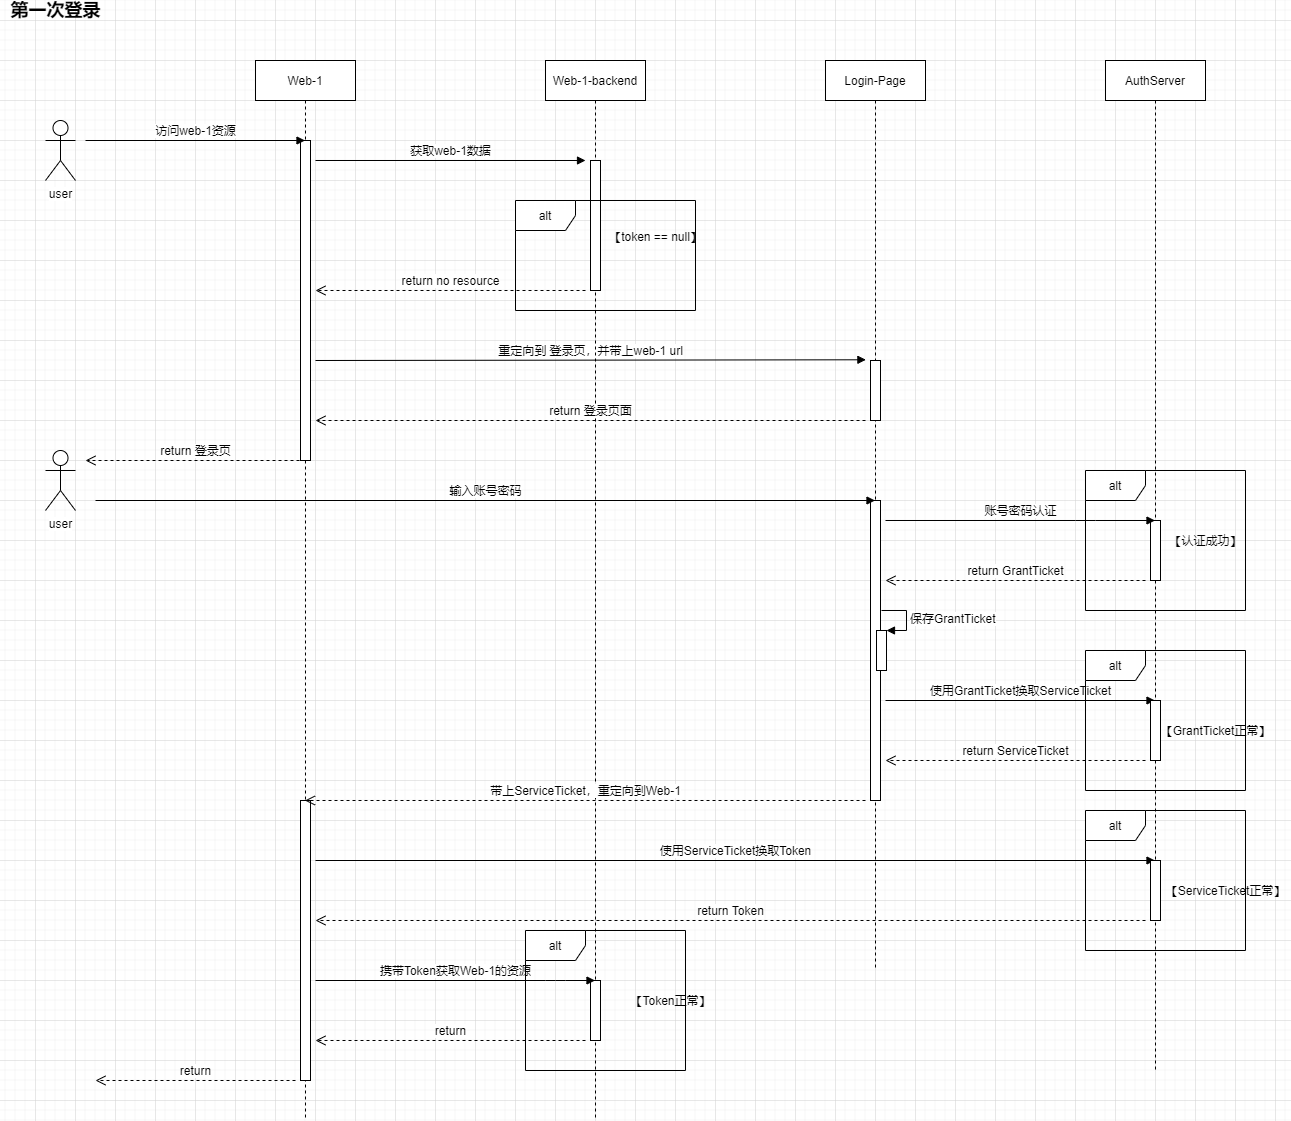 第一次登录
Web-1
Web-1-backend
Login-Page
AuthServer
访问web-1资源
获取web-1数据
user
alt
【token == null】
return no resource
重定向到 登录页，并带上web-1 url
return 登录页面
return 登录页
user
输入账号密码
alt
账号密码认证
【认证成功】
return GrantTicket
保存GrantTicket
alt
使用GrantTicket换取ServiceTicket
【GrantTicket正常】
return ServiceTicket
带上ServiceTicket，重定向到Web-1
alt
使用ServiceTicket换取Token
【ServiceTicket正常】
return Token
alt
携带Token获取Web-1的资源
【Token正常】
return
return